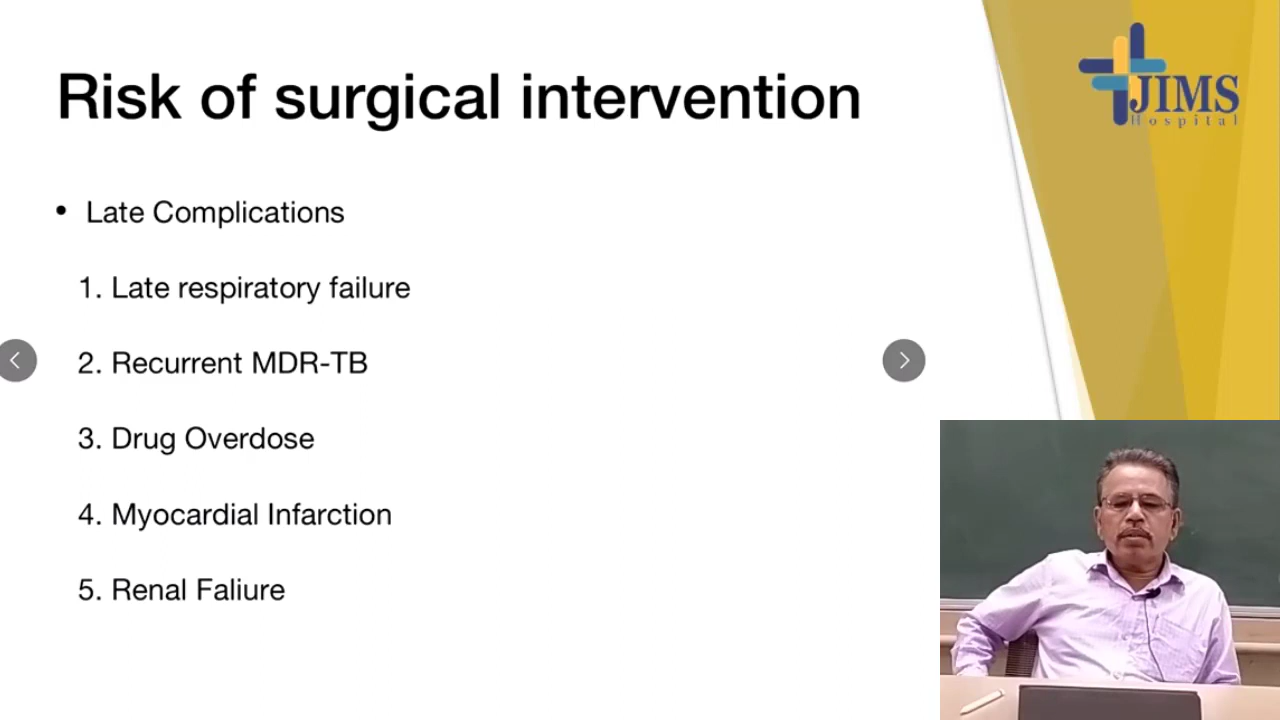 Risk of surgical intervention
JIMS
Hospital
• Late Complications
1. Late respiratory failure
2. Recurrent MDR-TB
3. Drug Overdose
4. Myocardial Infarction
5. Renal Faliure